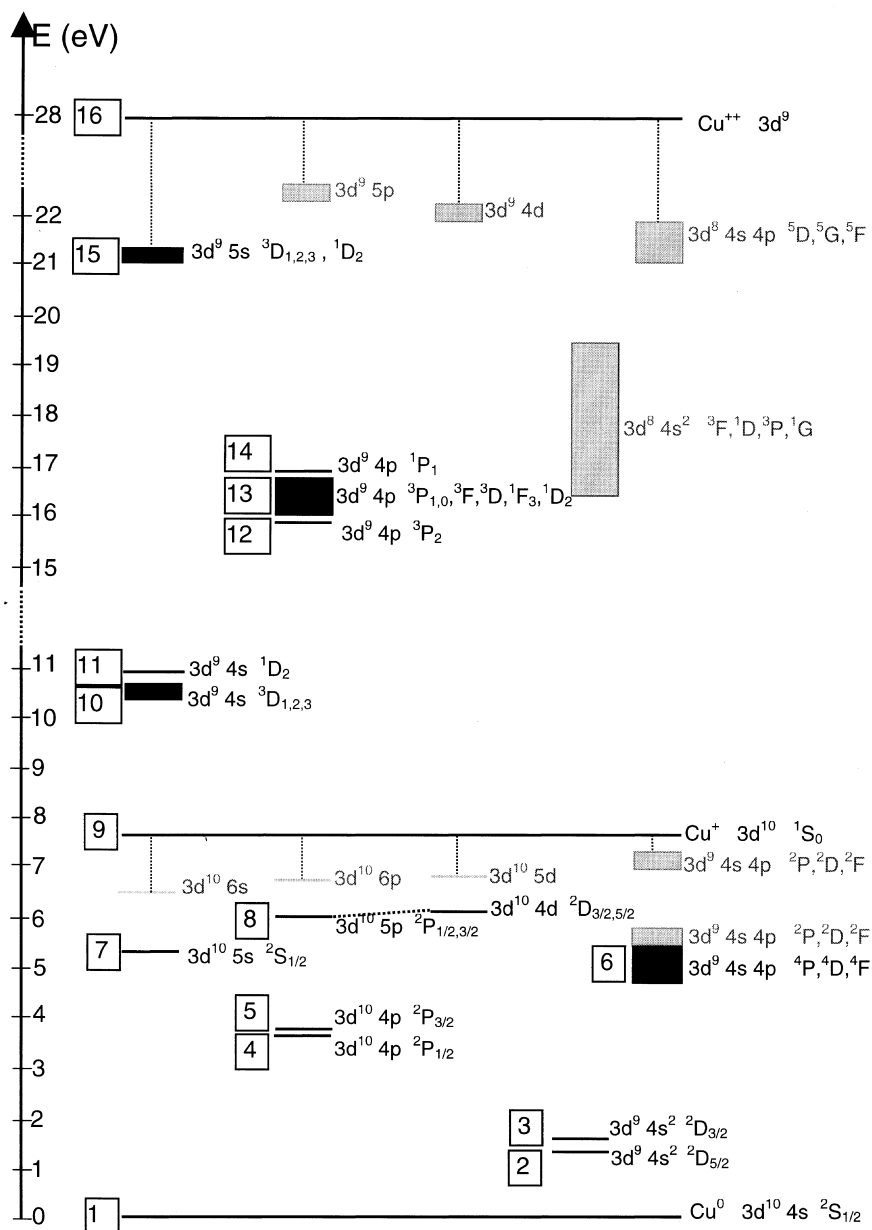 E (eV)
28 16 Cu⁺⁺ 3d⁹
3d⁹ 5p
22 3d⁹ 4d
3d⁸ 4s 4p ⁵D,⁵G,⁵F
15 3d⁹ 5s ³D₁,₂,₃ , ¹D₂
21
20
19
18
3d⁸ 4s² ³F,¹D,³P,¹G
14
17 3d⁹ 4p ¹P₁
13 3d⁹ 4p ³P₁,₀,³F,³D,¹F₃,¹D₂
16
12 3d⁹ 4p ³P₂
15
11 11 3d⁹ 4s ¹D₂
10 3d⁹ 4s ³D₁,₂,₃
10
9
8
9 Cu⁺ 3d¹⁰ ¹S₀
7 3d⁹ 4s 4p ²P,²D,²F
3d¹⁰ 6s 3d¹⁰ 6p 3d¹⁰ 5d
6 8 3d¹⁰ 5p ²P₁/₂,₃/₂ 3d¹⁰ 4d ²D₃/₂,₅/₂
3d⁹ 4s 4p ²P,²D,²F
7 3d¹⁰ 5s ²S₁/₂
5 6 3d⁹ 4s 4p ⁴P,⁴D,⁴F
4 5 3d¹⁰ 4p ²P₃/₂
4 3d¹⁰ 4p ²P₁/₂
3
2 3 3d⁹ 4s² ²D₃/₂
1 2 3d⁹ 4s² ²D₅/₂
0 1 Cu⁰ 3d¹⁰ 4s ²S₁/₂